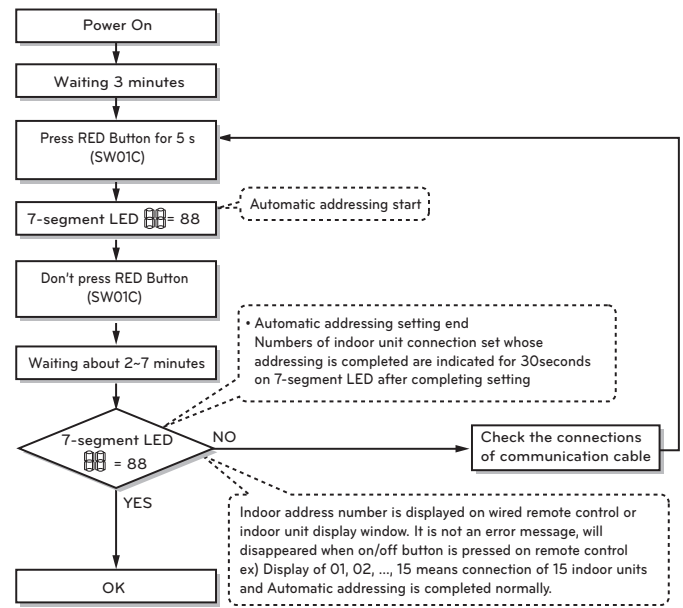 Power On
Waiting 3 minutes
Press RED Button for 5 s
(SW01C)
7-segment LED 88= 88
Automatic addressing start
Don't press RED Button
(SW01C)
• Automatic addressing setting end
Numbers of indoor unit connection set whose
addressing is completed are indicated for 30seconds
on 7-segment LED after completing setting
Waiting about 2~7 minutes
7-segment LED
88 = 88
NO
Check the connections
of communication cable
YES
Indoor address number is displayed on wired remote control or
indoor unit display window. It is not an error message, will
disappeared when on/off button is pressed on remote control
ex) Display of 01, 02, ..., 15 means connection of 15 indoor units
and Automatic addressing is completed normally.
OK